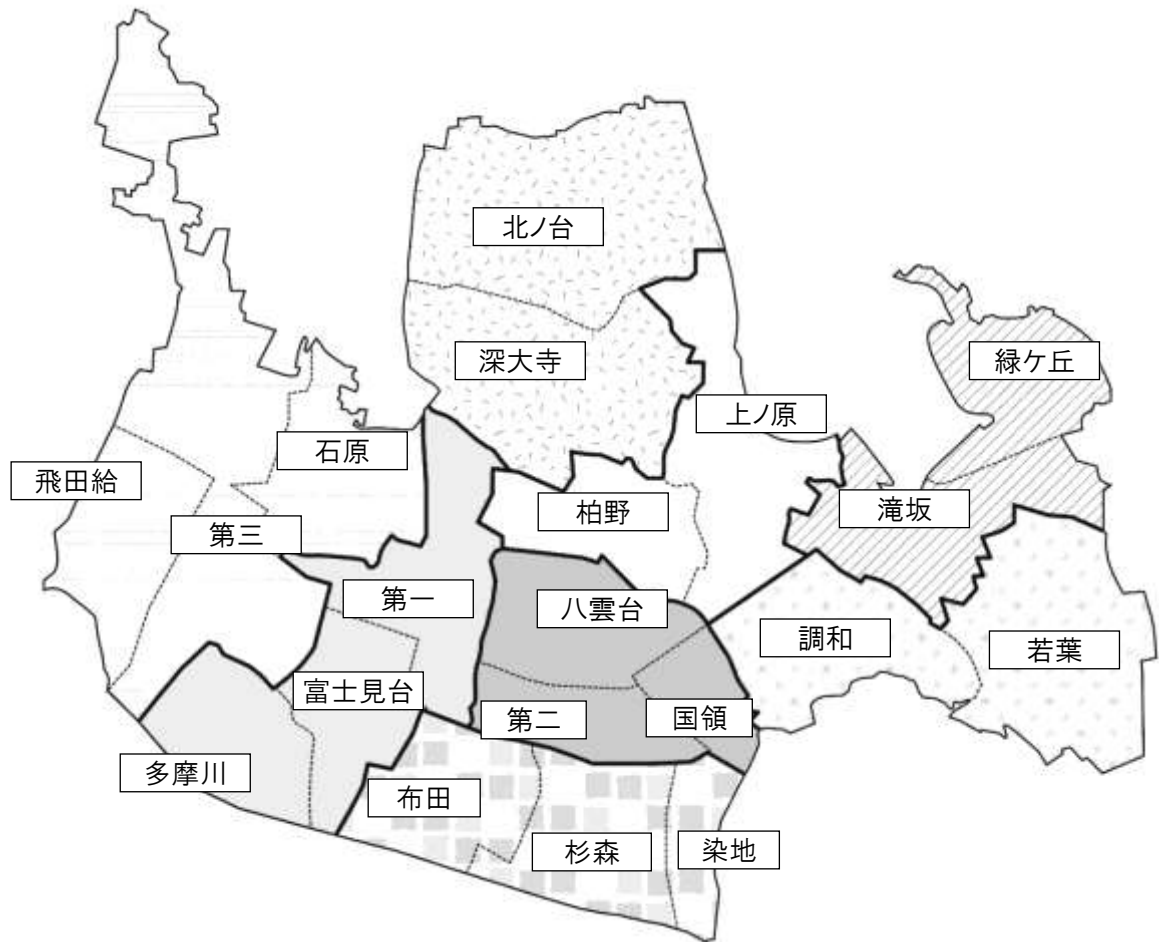 北ノ台
深大寺
緑ケ丘
上ノ原
石原
飛田給
柏野
滝坂
第三
第一
八雲台
調和
若葉
富士見台
第二
国領
多摩川
布田
杉森
染地